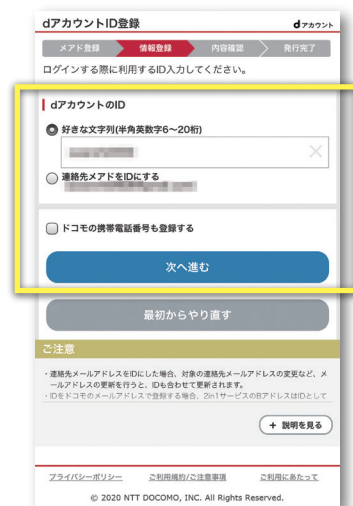 dアカウントID登録
dアカウント
メアド登録 情報登録 内容確認 発行完了
ログインする際に利用するID入力してください。
dアカウントのID
好きな文字列(半角英数字6〜20桁)
連絡先メアドをIDにする
ドコモの携帯電話番号も登録する
次へ進む
最初からやり直す
ご注意
・連絡先メールアドレスをIDにした場合、対象の連絡先メールアドレスの変更など、メ
ールアドレスの更新を行うと、IDも合わせて更新されます。
・IDをドコモのメールアドレスで登録する場合、2in1サービスのBアドレスはIDとして
+ 説明を見る
プライバシーポリシー ご利用規約/ご注意事項 ご利用にあたって
© 2020 NTT DOCOMO, INC. All Rights Reserved.